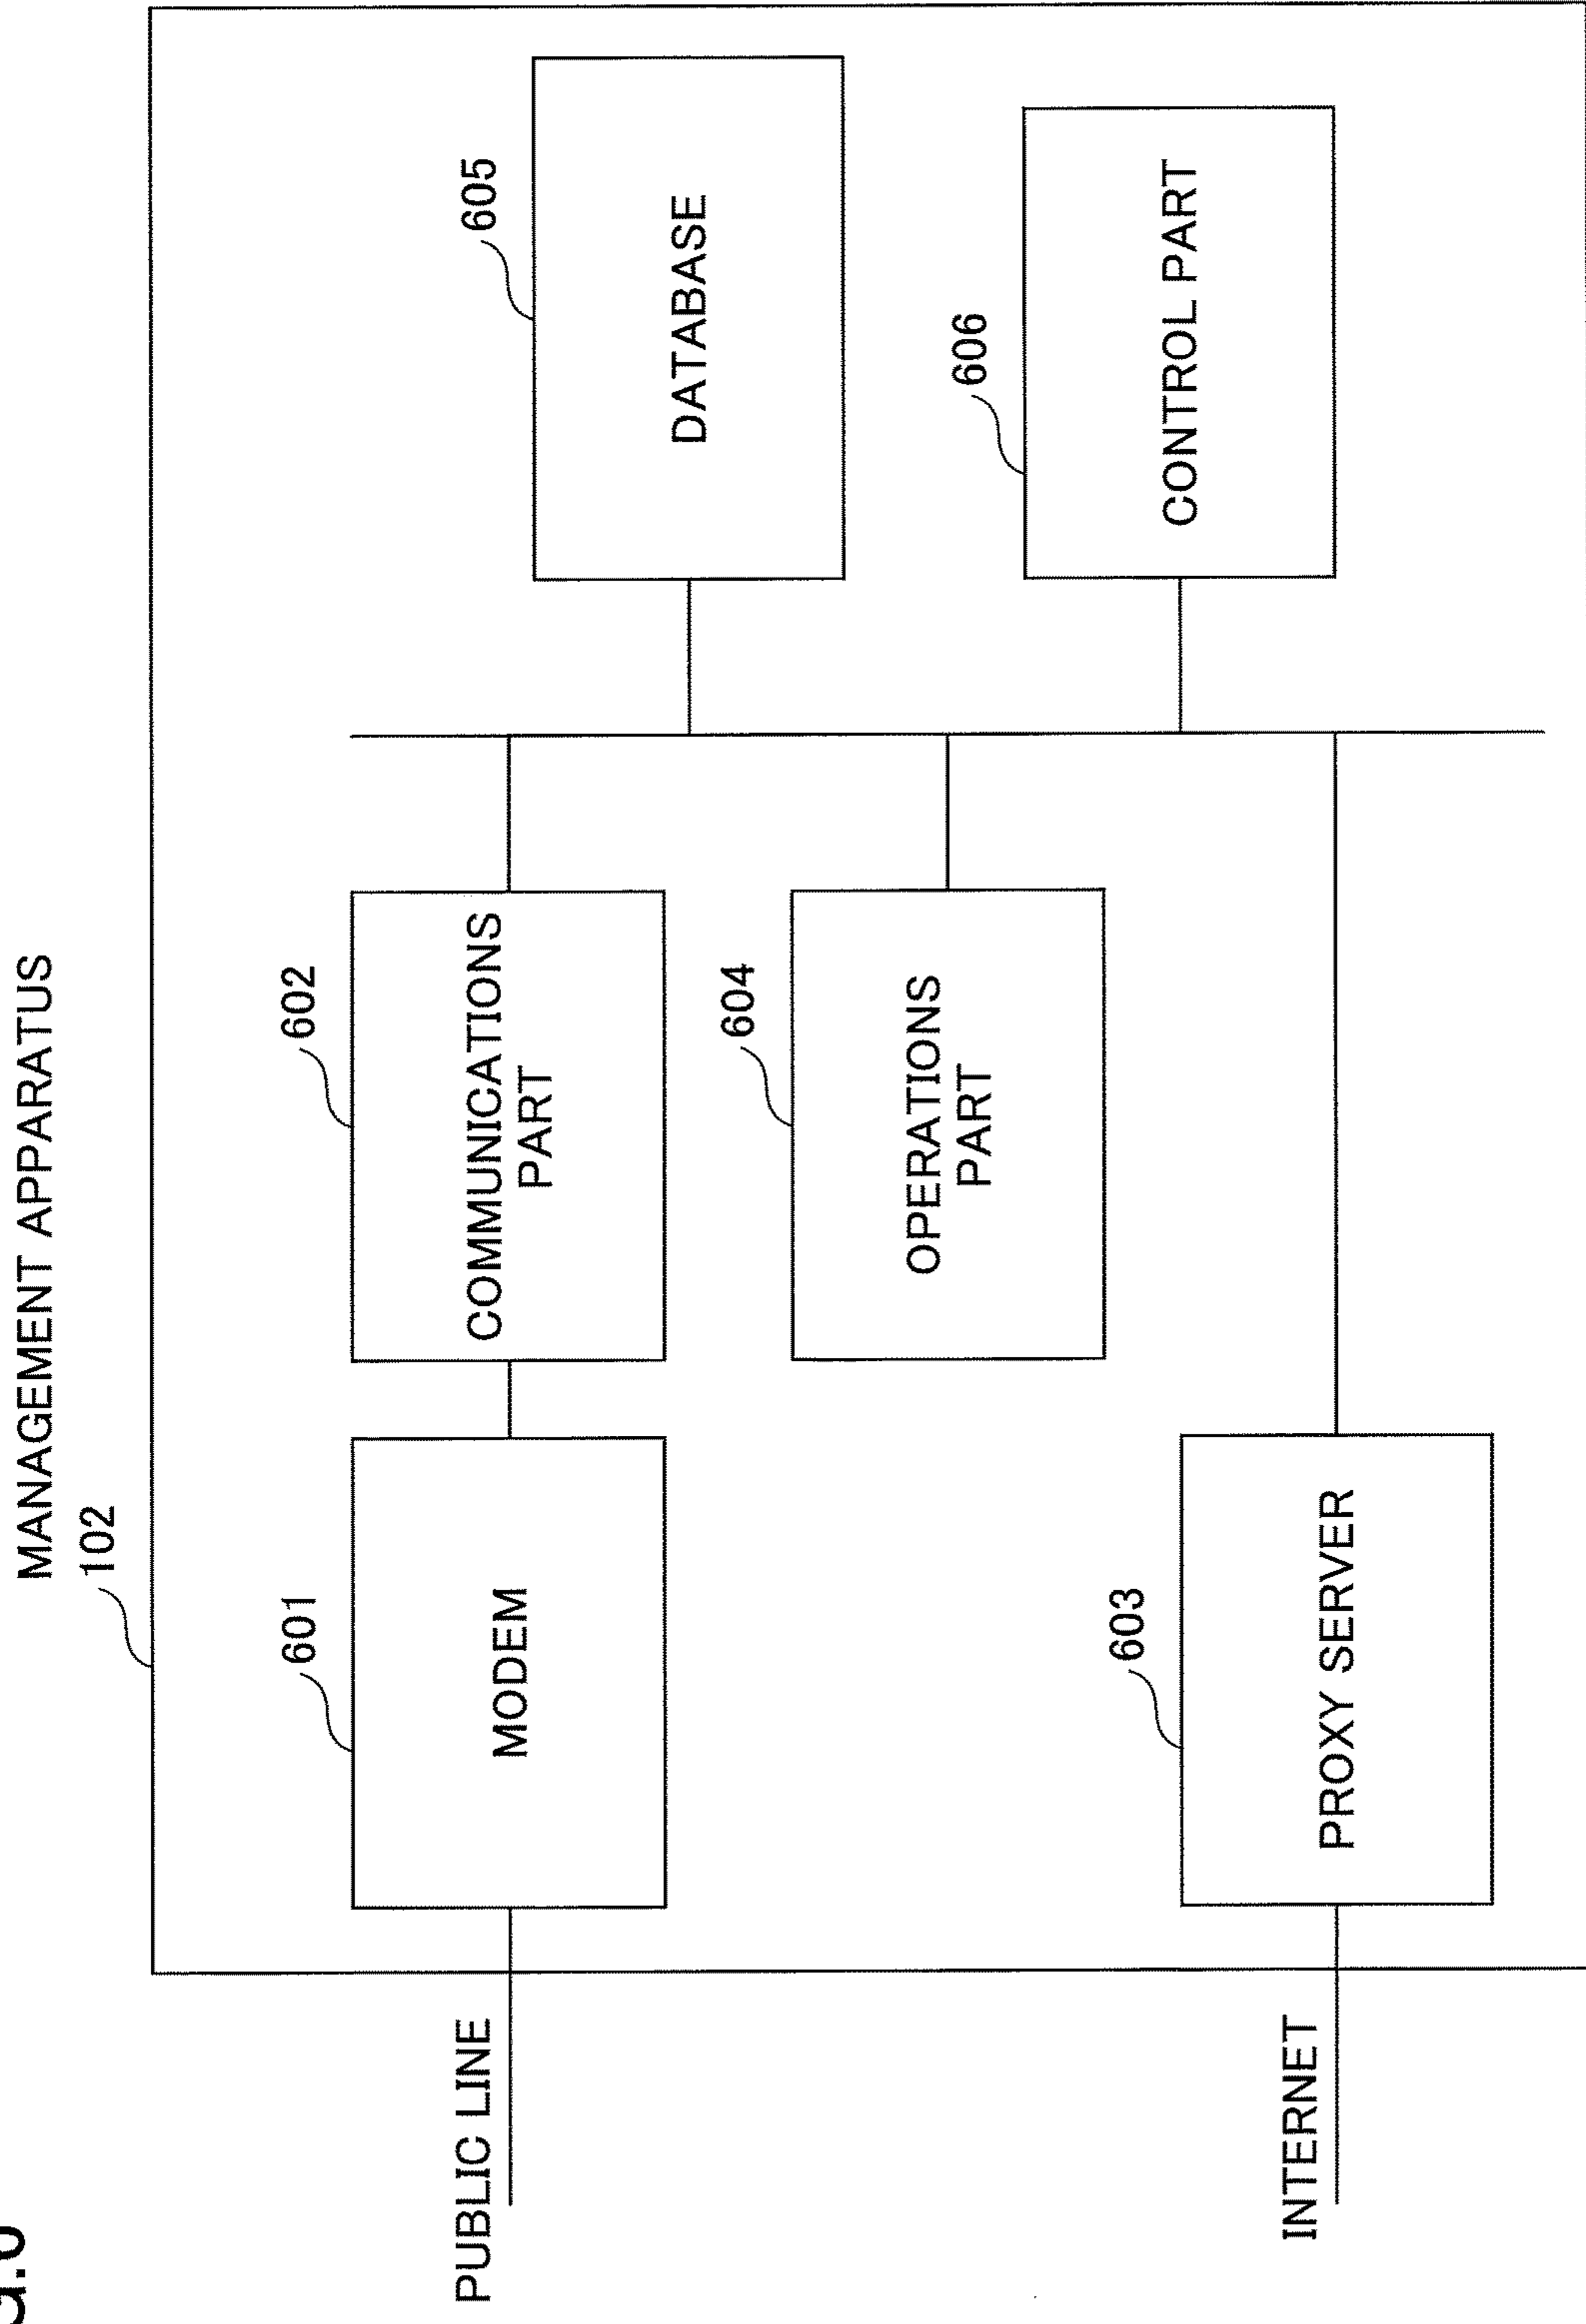 MANAGEMENT APPARATUS
102
601
MODEM
602
COMMUNICATIONS
PART
605
DATABASE
604
OPERATIONS
PART
606
CONTROL PART
603
PROXY SERVER
PUBLIC LINE
INTERNET